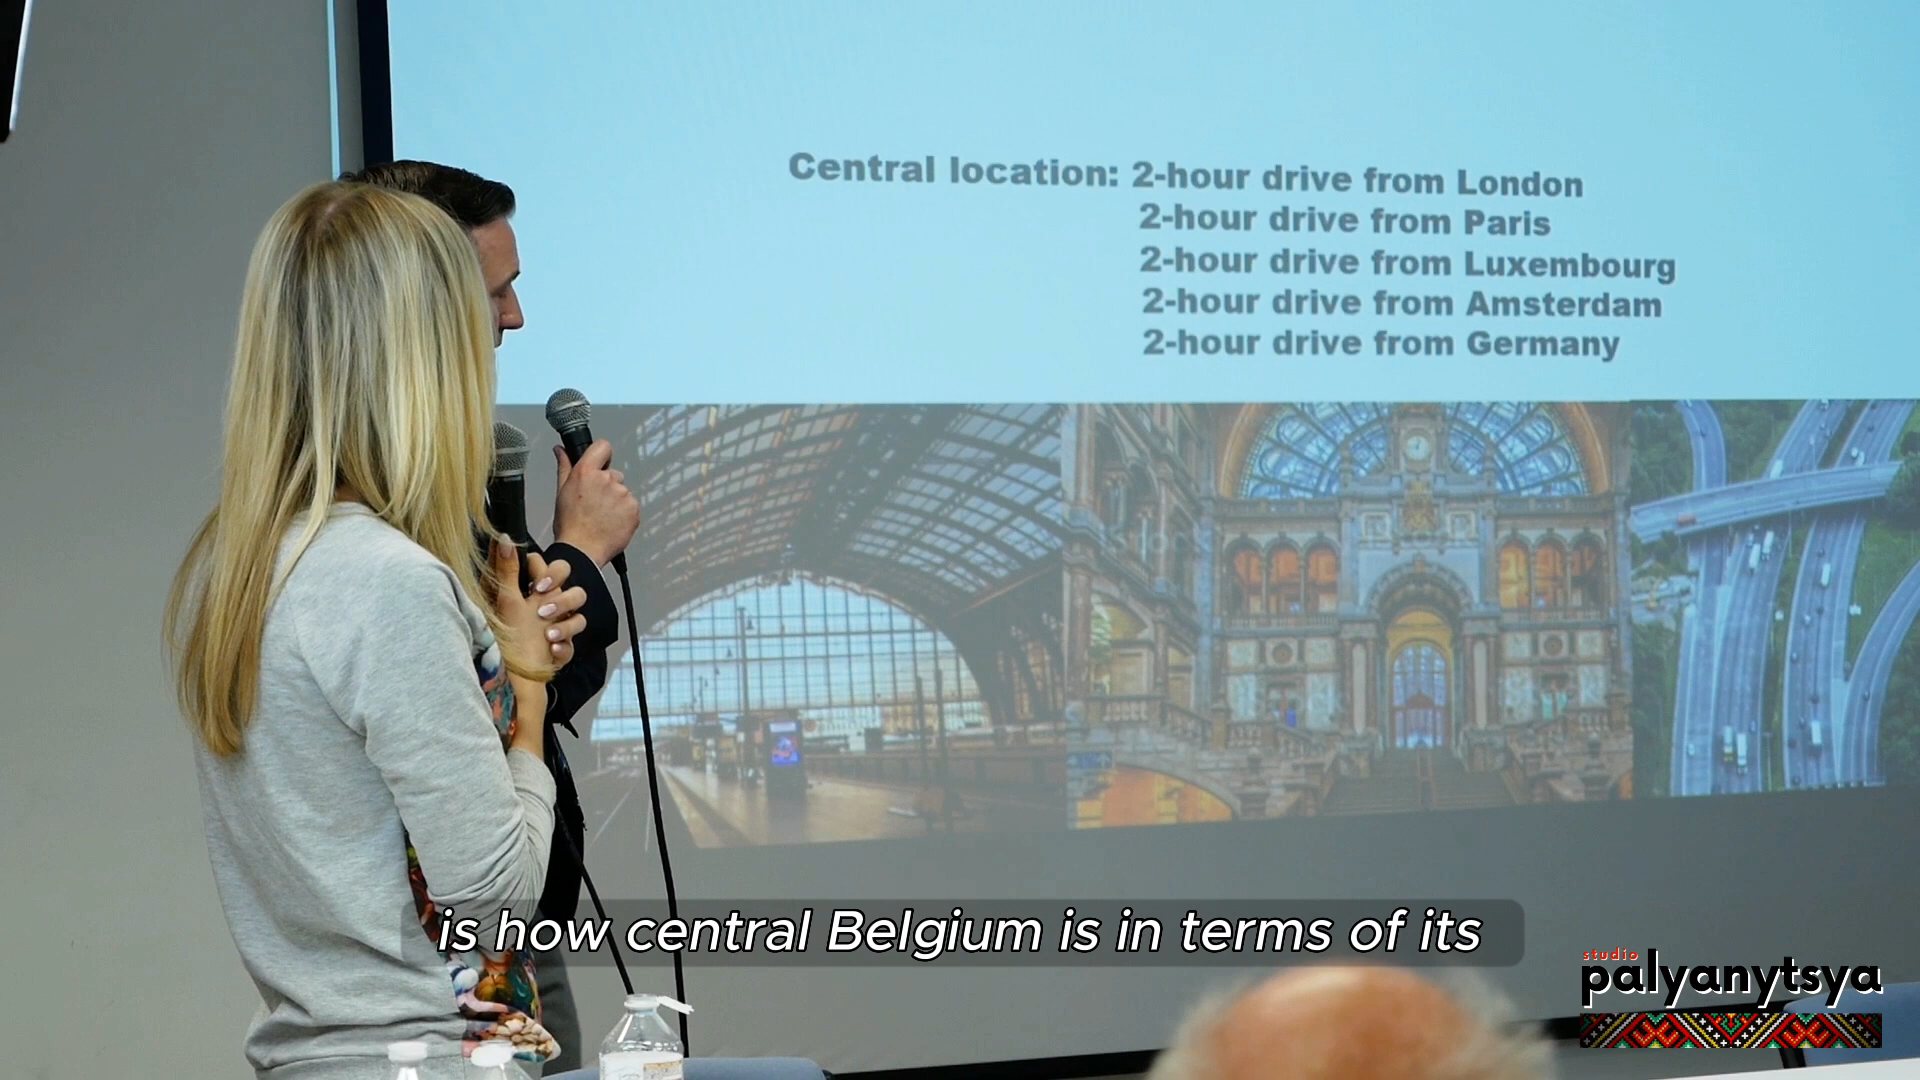 Central location: 2-hour drive from London
2-hour drive from Paris
2-hour drive from Luxembourg
2-hour drive from Amsterdam
2-hour drive from Germany
is how central Belgium is in terms of its
studio
palyanytsya